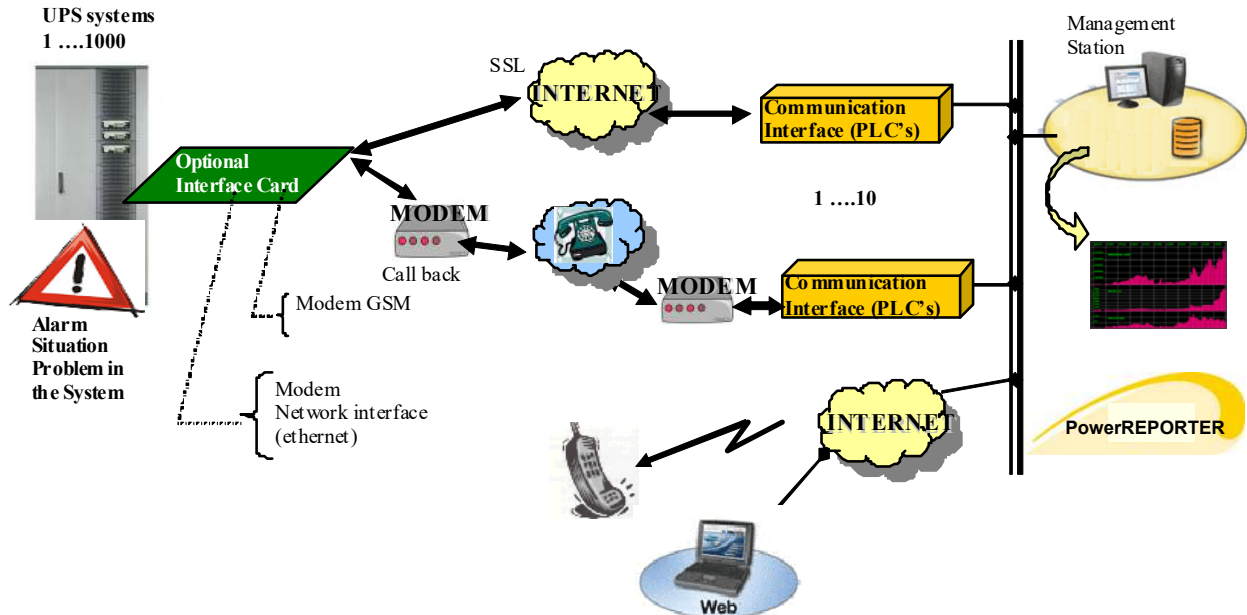 UPS systems
1 ….1000
Management
Station
SSL
INTERNET
Communication
Interface (PLC's)
Optional
Interface Card
1 ….10
MODEM
Call back
MODEM
Communication
Interface (PLC's)
Modem GSM
Alarm
Situation
Problem in
the System
Modem
Network interface
(ethernet)
INTERNET
PowerREPORTER
Web